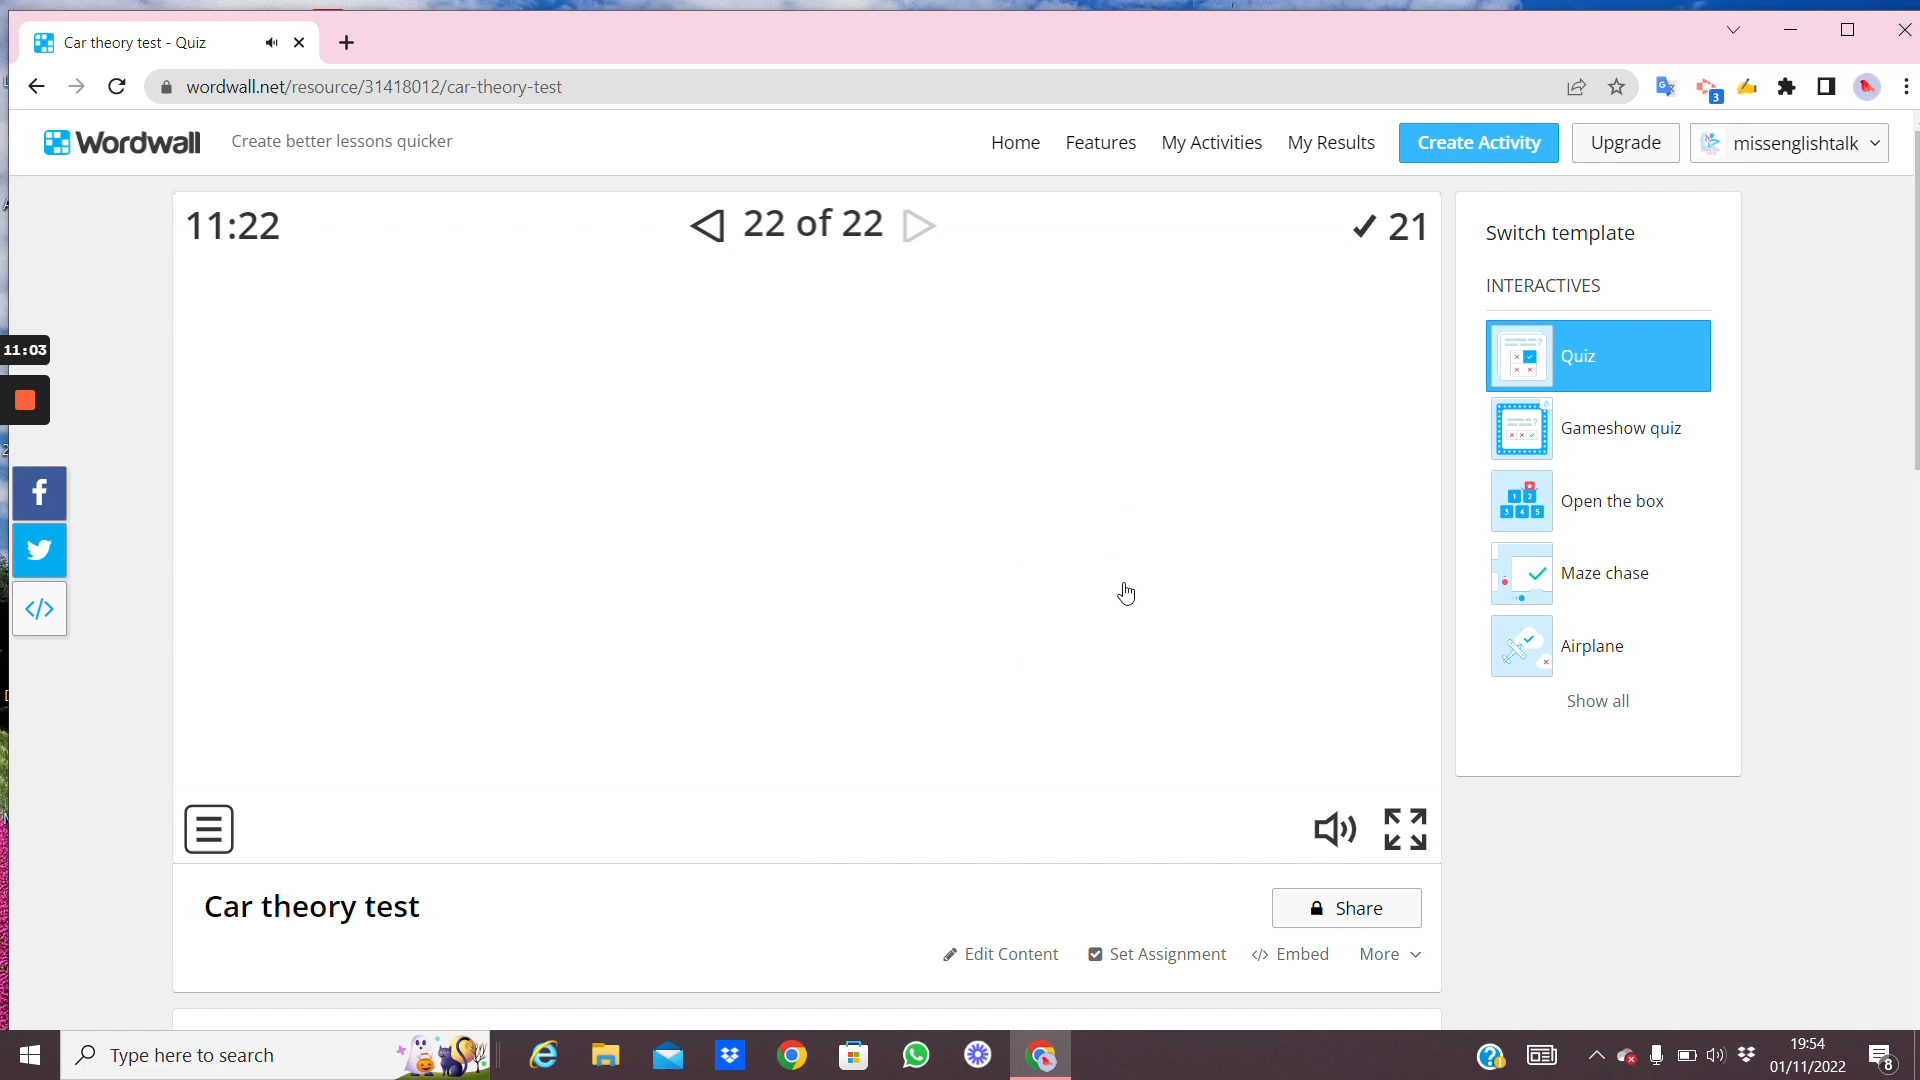 Car theory test - Quiz
wordwall.net/resource/31418012/car-theory-test
3
Wordwall
Create better lessons quicker
Home
Features
My Activities
My Results
Create Activity
Upgrade
missenglishtalk
11:22
22 of 22
21
Switch template
INTERACTIVES
11:03
Quiz
Gameshow quiz
Open the box
Maze chase
Airplane
Show all
Car theory test
Share
Edit Content
Set Assignment
Embed
More
Type here to search
19:54
01/11/2022
8